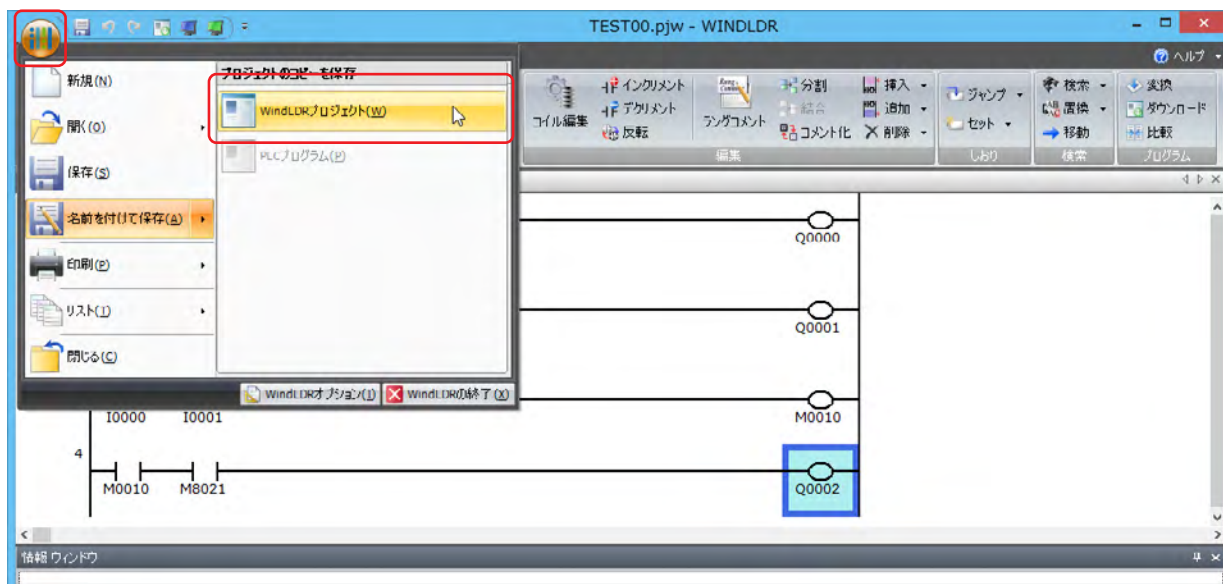 TEST00.pjw - WINDLDR
ヘルプ
新規(N)
開く(O)
保存(S)
名前を付けて保存(A)
印刷(P)
リスト(I)
閉じる(C)
プロジェクトのコピーを保存
WindLDRプロジェクト(W)
PLCプログラム(P)
WindLDRオプション(I)
WindLDRの終了(X)
コイル編集
インクリメント
デクリメント
反転
ラングコメント
分割
結合
コメント化
挿入
追加
削除
編集
ジャンプ
セット
しおり
検索
置換
移動
検索
変換
ダウンロード
比較
プログラム
Q0000
Q0001
I0000 I0001 M0010
4
M0010 M8021 Q0002
情報 ウィンドウ